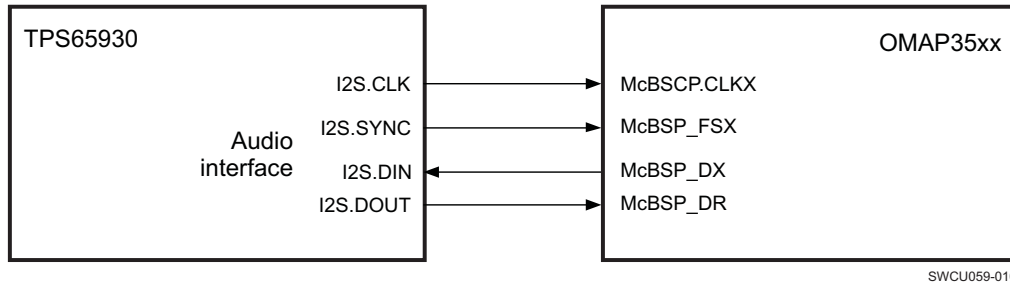 TPS65930
OMAP35xx
I2S.CLK
McBSCP.CLKX
I2S.SYNC
McBSP_FSX
Audio
interface
I2S.DIN
McBSP_DX
I2S.DOUT
McBSP_DR